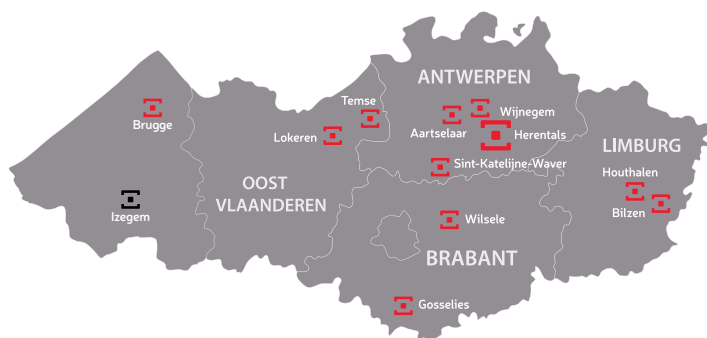 ANTWERPEN
Temse
Wijnegem
Brugge
Aartselaar
Herentals
Lokeren
LIMBURG
Sint-Katelijne-Waver
Houthalen
OOST
VLAANDEREN
Izegem
Bilzen
Wilsele
BRABANT
Gosselies